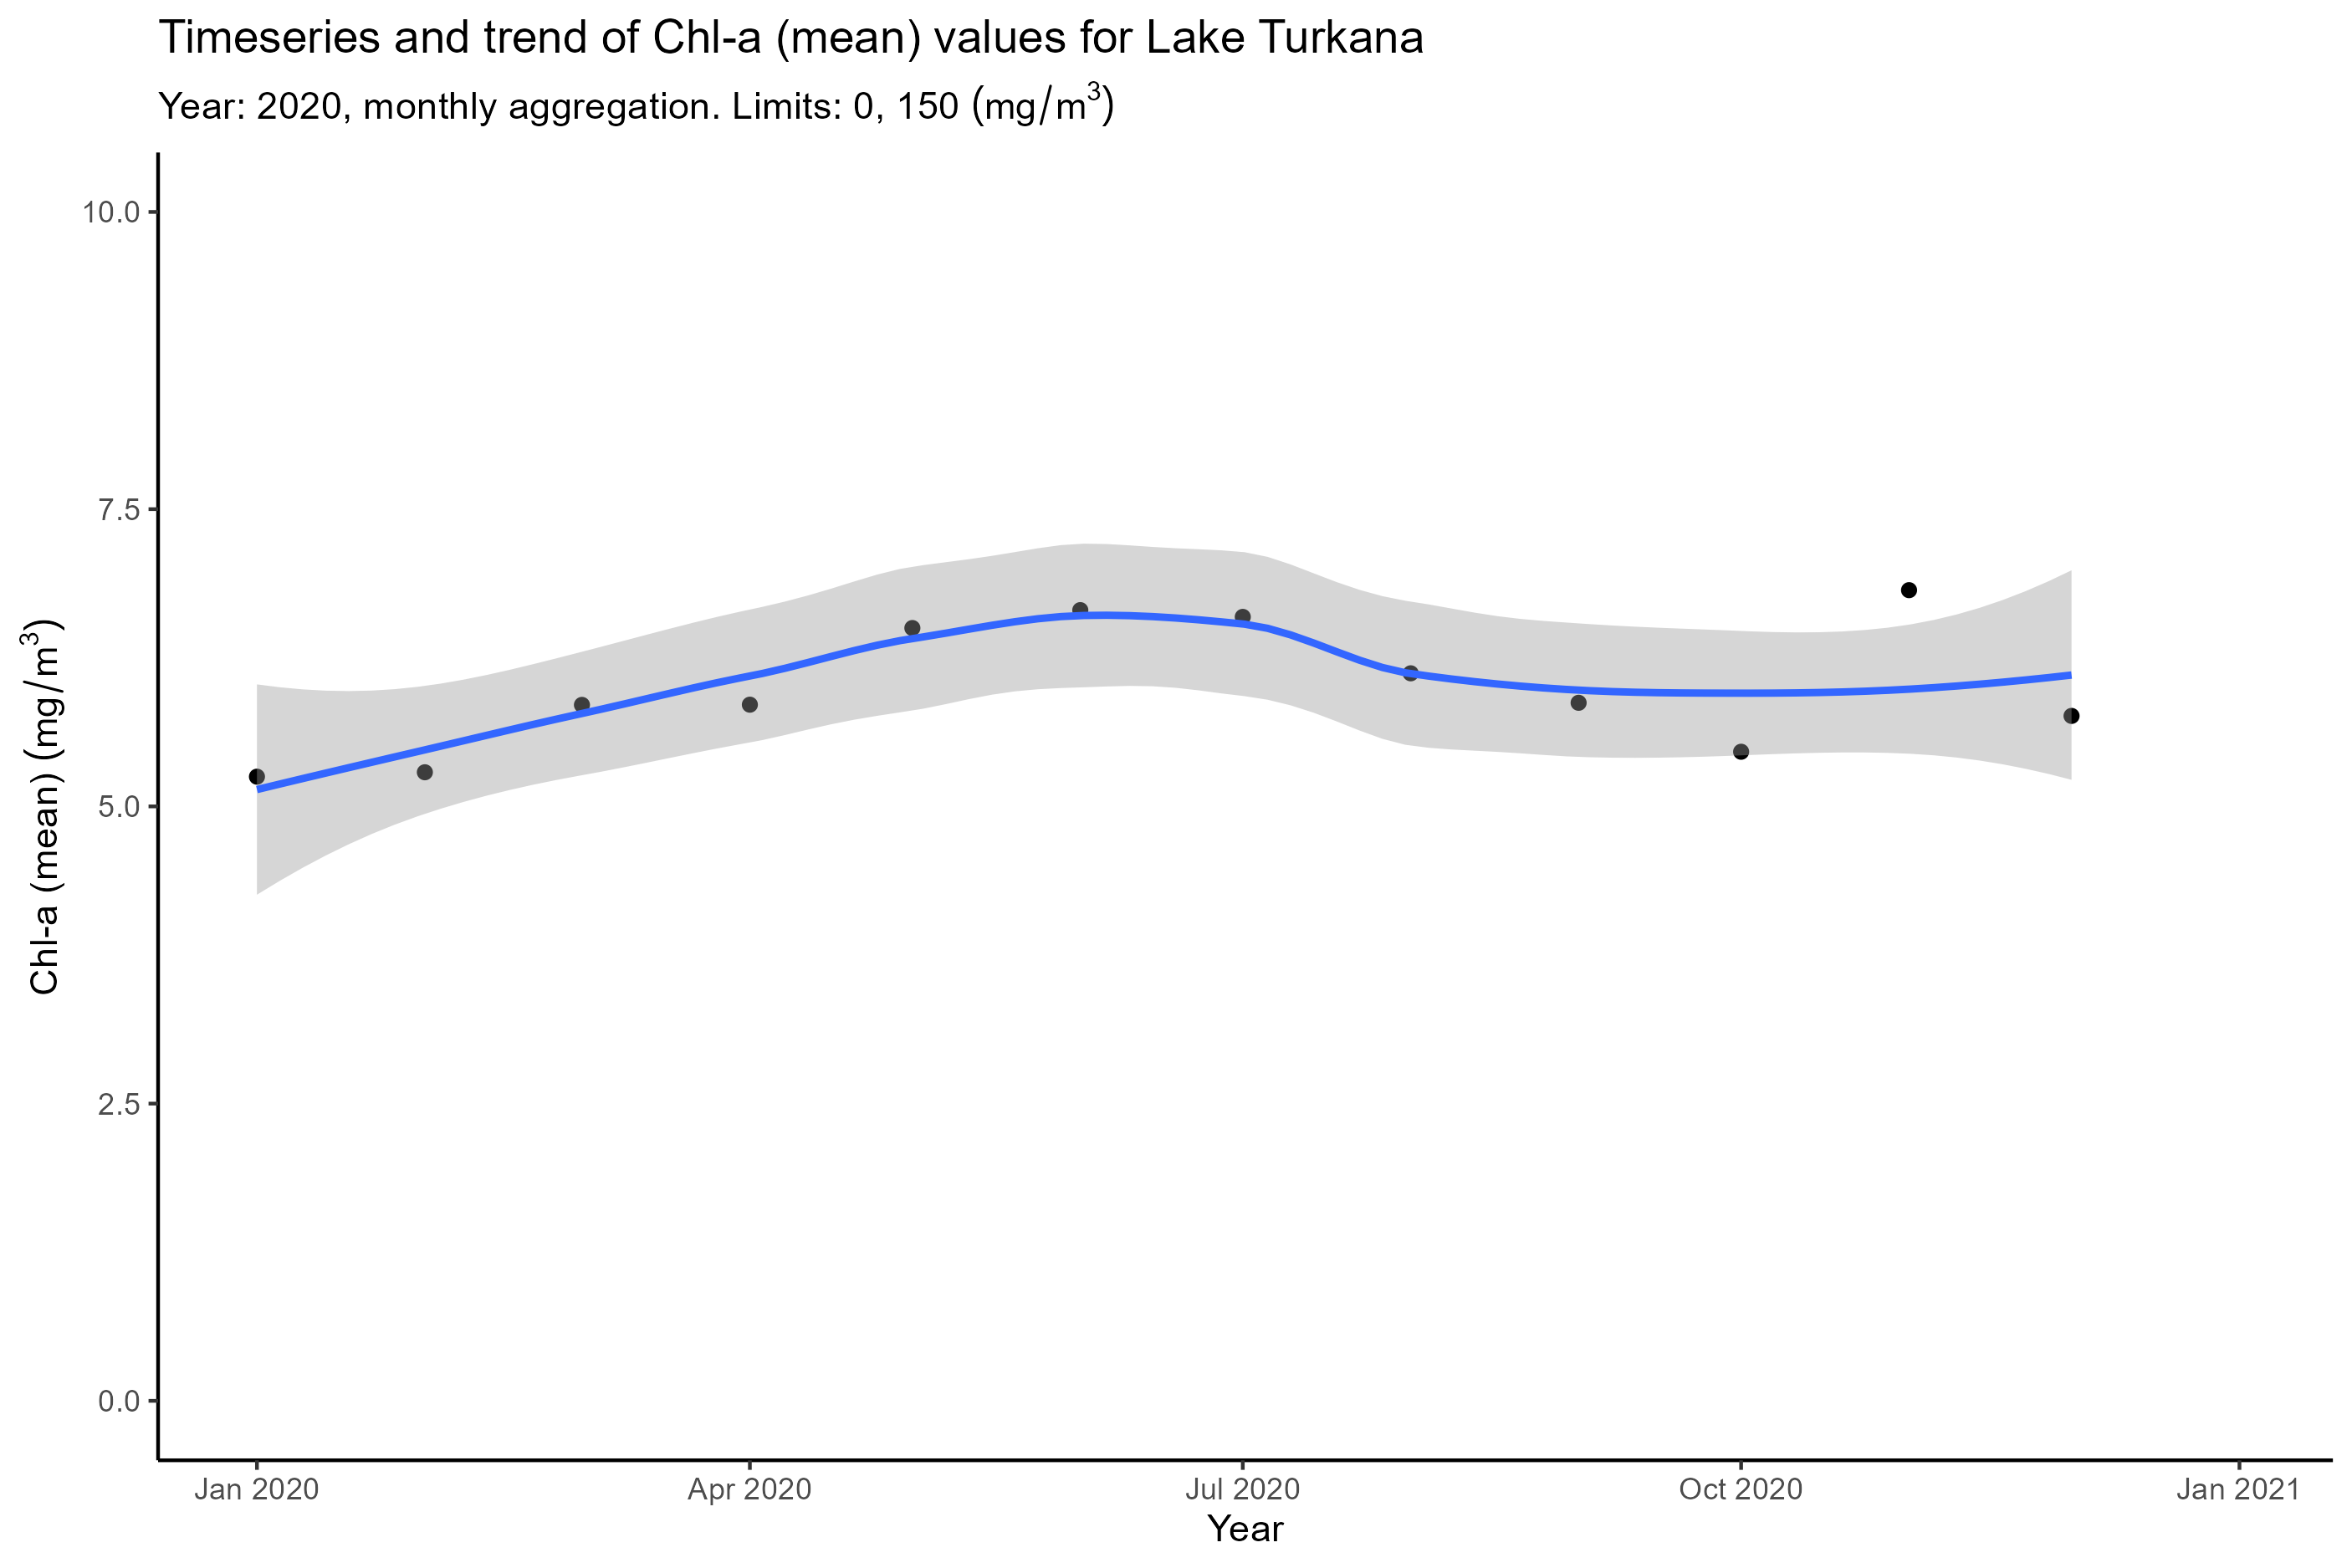 Timeseries and trend of Chl-a (mean) values for Lake Turkana
Year: 2020, monthly aggregation. Limits: 0, 150 (mg/m³)
10.0
7.5
5.0
2.5
0.0
Chl-a (mean) (mg/m³)
Jan 2020 Apr 2020 Jul 2020 Oct 2020 Jan 2021
Year